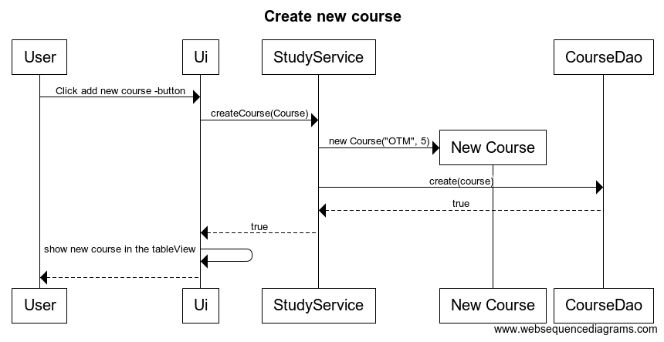 Create new course
User Ui StudyService CourseDao
Click add new course -button
createCourse(Course)
new Course("OTM", 5)
New Course
create(course)
true
true
show new course in the tableView
User Ui StudyService New Course CourseDao
www.websequencediagrams.com